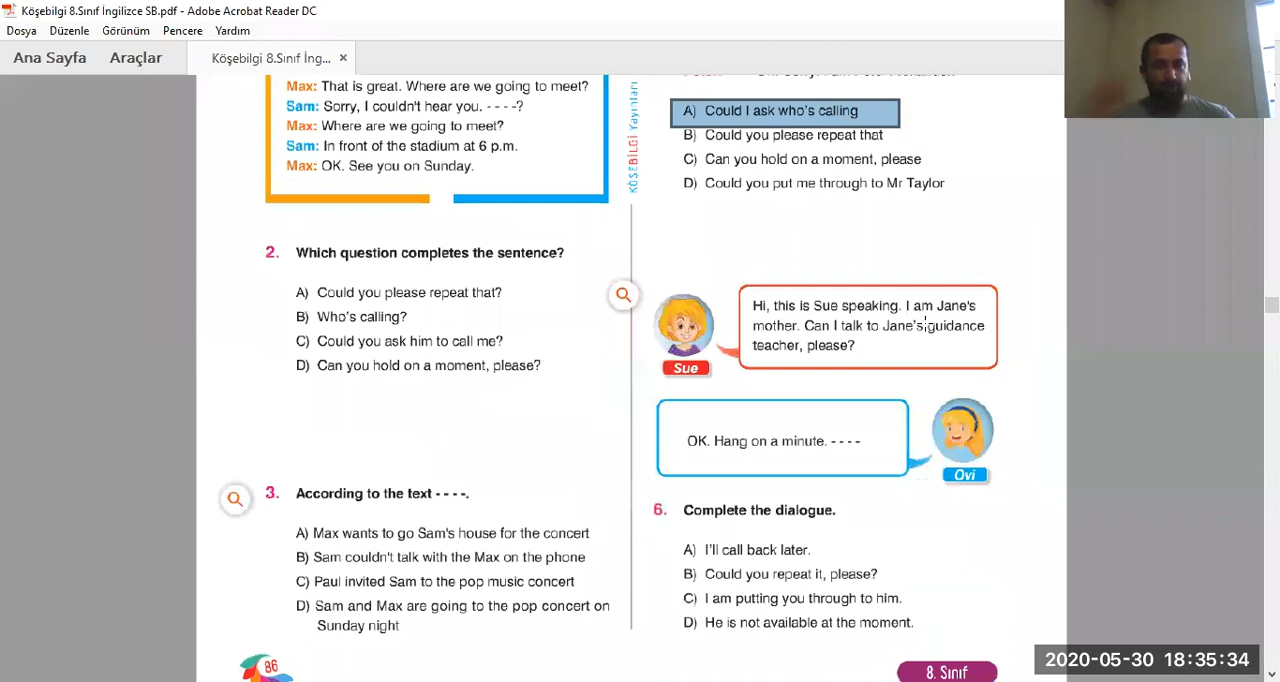 Köşebilgi 8.Sınıf İngilizce SB.pdf - Adobe Acrobat Reader DC
Dosya Düzenle Görünüm Pencere Yardım
Ana Sayfa Araçlar Köşebilgi 8.Sınıf İng... ×
Max: That is great. Where are we going to meet?
Sam: Sorry, I couldn't hear you. - - - -?
Max: Where are we going to meet?
Sam: In front of the stadium at 6 p.m.
Max: OK. See you on Sunday.
2. Which question completes the sentence?
A) Could you please repeat that?
B) Who's calling?
C) Could you ask him to call me?
D) Can you hold on a moment, please?
3. According to the text - - - -.
A) Max wants to go Sam's house for the concert
B) Sam couldn't talk with the Max on the phone
C) Paul invited Sam to the pop music concert
D) Sam and Max are going to the pop concert on
Sunday night
86
KÖŞEBİLGİ Yayınları
A) Could I ask who's calling
B) Could you please repeat that
C) Can you hold on a moment, please
D) Could you put me through to Mr Taylor
Hi, this is Sue speaking. I am Jane's
mother. Can I talk to Jane's guidance
teacher, please?
Sue
OK. Hang on a minute. - - - -
Ovi
6. Complete the dialogue.
A) I'll call back later.
B) Could you repeat it, please?
C) I am putting you through to him.
D) He is not available at the moment.
8. Sınıf
2020-05-30 18:35:34